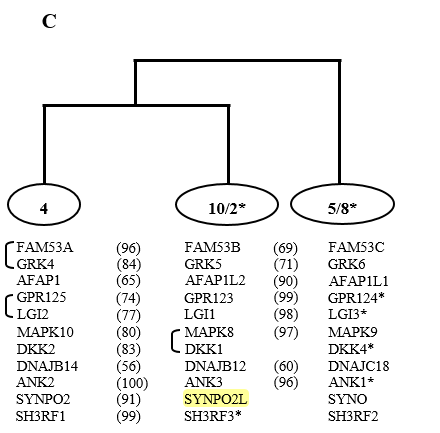 C
4 10/2* 5/8*
FAM53A (96) FAM53B (69) FAM53C
GRK4 (84) GRK5 (71) GRK6
AFAP1 (65) AFAP1L2 (90) AFAP1L1
GPR125 (74) GPR123 (99) GPR124*
LGI2 (77) LGI1 (98) LGI3*
MAPK10 (80) MAPK8 (97) MAPK9
DKK2 (83) DKK1 DKK4*
DNAJB14 (56) DNAJB12 (60) DNAJC18
ANK2 (100) ANK3 (96) ANK1*
SYNPO2 (91) SYNPO2L SYNO
SH3RF1 (99) SH3RF3* SH3RF2